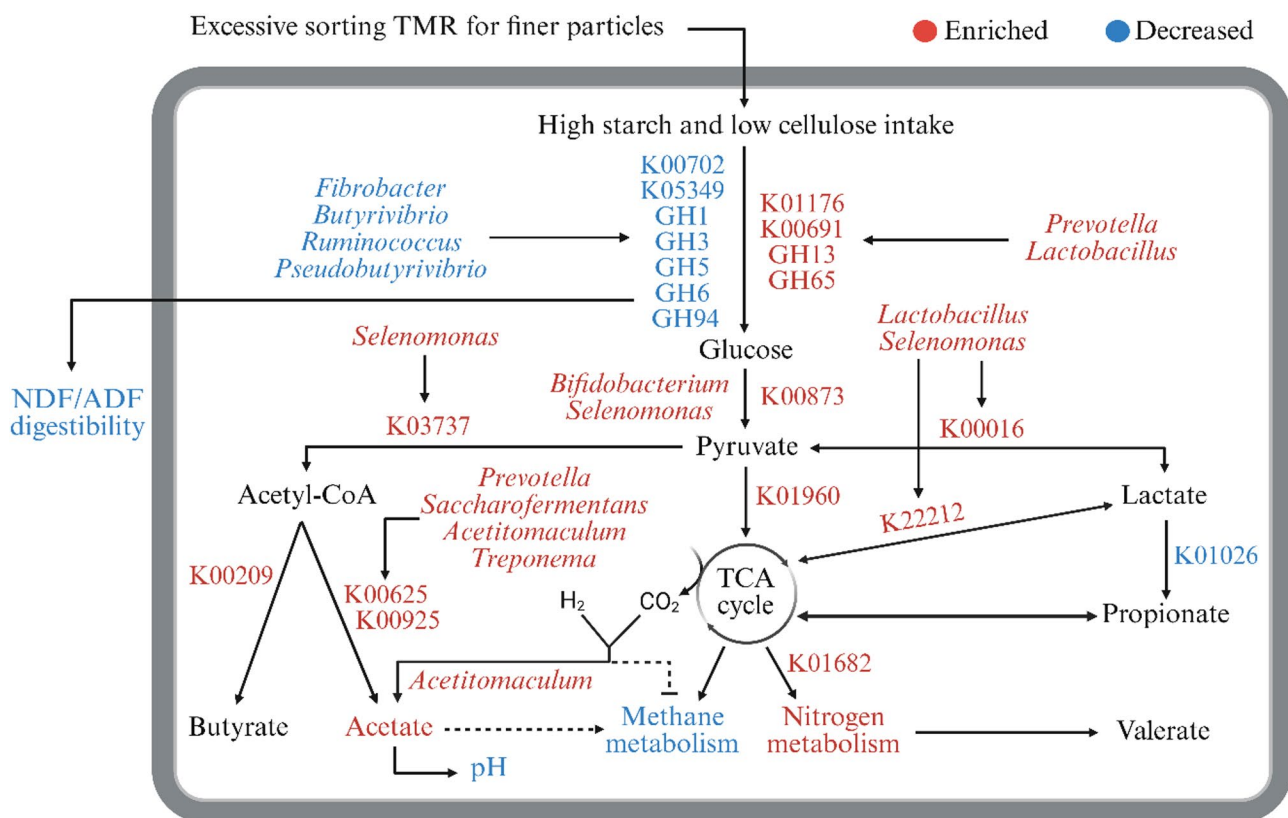 Excessive sorting TMR for finer particles
Enriched
Decreased
High starch and low cellulose intake
Fibrobacter
Butyrivibrio
Ruminococcus
Pseudobutyrivibrio
K00702
K05349
GH1
GH3
GH5
GH6
GH94
K01176
K00691
GH13
GH65
Prevotella
Lactobacillus
Selenomonas
Lactobacillus
Selenomonas
Glucose
NDF/ADF
digestibility
Bifidobacterium
Selenomonas
K00873
K03737
K00016
Pyruvate
Acetyl-CoA
Prevotella
Saccharofermentans
Acetitomaculum
Treponema
K01960
K22212
Lactate
K00209
K00625
K00925
H₂
CO₂
TCA
cycle
K01026
Propionate
K01682
Acetitomaculum
Butyrate
Acetate
Methane
metabolism
Nitrogen
metabolism
Valerate
pH